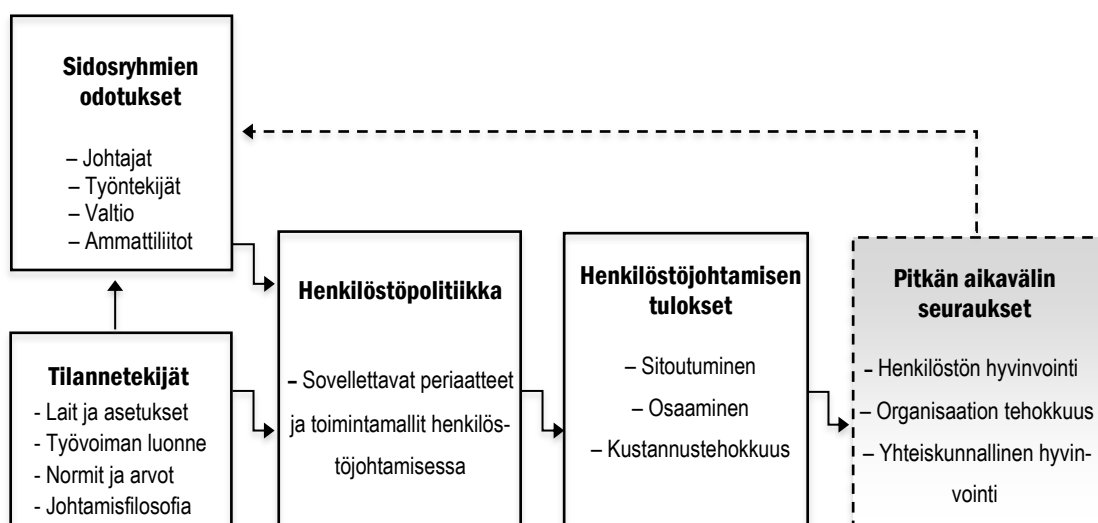 Sidosryhmien
odotukset
– Johtajat
– Työntekijät
– Valtio
– Ammattiliitot
Tilannetekijät
- Lait ja asetukset
- Työvoiman luonne
- Normit ja arvot
- Johtamisfilosofia
Henkilöstöpolitiikka
– Sovellettavat periaatteet
ja toimintamallit henkilös-
töjohtamisessa
Henkilöstöjohtamisen
tulokset
– Sitoutuminen
– Osaaminen
– Kustannustehokkuus
Pitkän aikavälin
seuraukset
– Henkilöstön hyvinvointi
– Organisaation tehokkuus
– Yhteiskunnallinen hyvin-
vointi